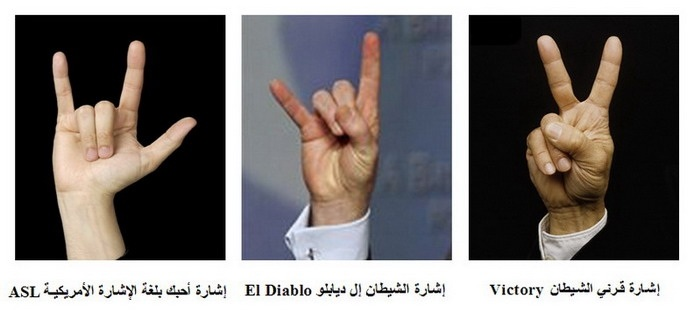 إشارة أحبك بلغة الإشارة الأمريكية ASL
إشارة الشيطان إل ديابلو El Diablo
إشارة قرني الشيطان Victory